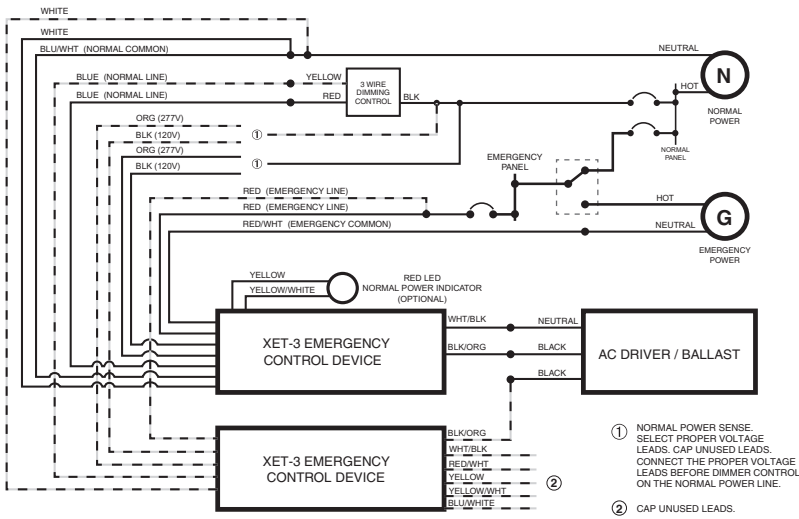 WHITE
WHITE
BLU/WHT (NORMAL COMMON)
NEUTRAL
N
HOT
NORMAL
POWER
BLUE (NORMAL LINE)
YELLOW
3 WIRE
DIMMING
CONTROL
BLUE (NORMAL LINE)
RED
BLK
ORG (277V)
BLK (120V)
1
ORG (277V)
BLK (120V)
1
NORMAL
PANEL
EMERGENCY
PANEL
RED (EMERGENCY LINE)
RED (EMERGENCY LINE)
RED/WHT (EMERGENCY COMMON)
HOT
G
NEUTRAL
EMERGENCY
POWER
YELLOW
YELLOW/WHITE
RED LED
NORMAL POWER INDICATOR
(OPTIONAL)
XET-3 EMERGENCY
CONTROL DEVICE
WHT/BLK
NEUTRAL
BLK/ORG
BLACK
BLACK
AC DRIVER / BALLAST
XET-3 EMERGENCY
CONTROL DEVICE
BLK/ORG
WHT/BLK
RED/WHT
YELLOW
YELLOW/WHT
BLU/WHITE
2
1 NORMAL POWER SENSE.
SELECT PROPER VOLTAGE
LEADS. CAP UNUSED LEADS.
CONNECT THE PROPER VOLTAGE
LEADS BEFORE DIMMER CONTROL
ON THE NORMAL POWER LINE.
2 CAP UNUSED LEADS.